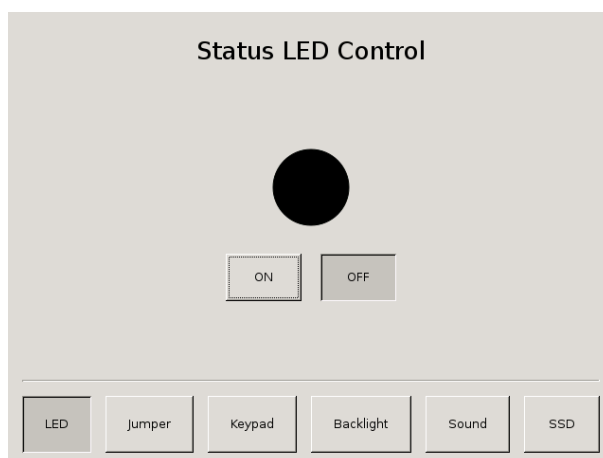 Status LED Control
ON OFF
LED Jumper Keypad Backlight Sound SSD